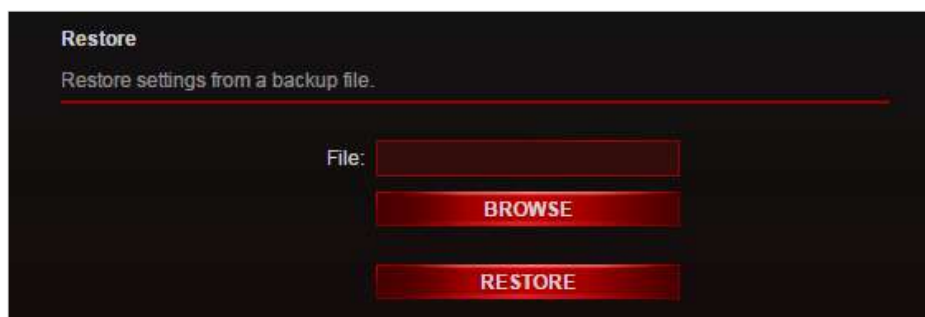 Restore
Restore settings from a backup file.
File:
BROWSE
RESTORE